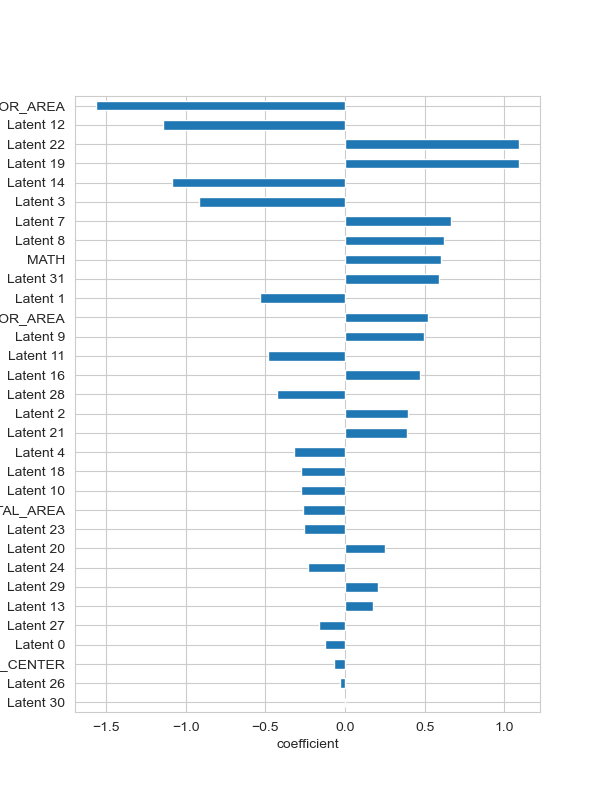 OR_AREA
Latent 12
Latent 22
Latent 19
Latent 14
Latent 3
Latent 7
Latent 8
MATH
Latent 31
Latent 1
OR_AREA
Latent 9
Latent 11
Latent 16
Latent 28
Latent 2
Latent 21
Latent 4
Latent 18
Latent 10
TAL_AREA
Latent 23
Latent 20
Latent 24
Latent 29
Latent 13
Latent 27
Latent 0
_CENTER
Latent 26
Latent 30
−1.5 −1.0 −0.5 0.0 0.5 1.0
coefficient